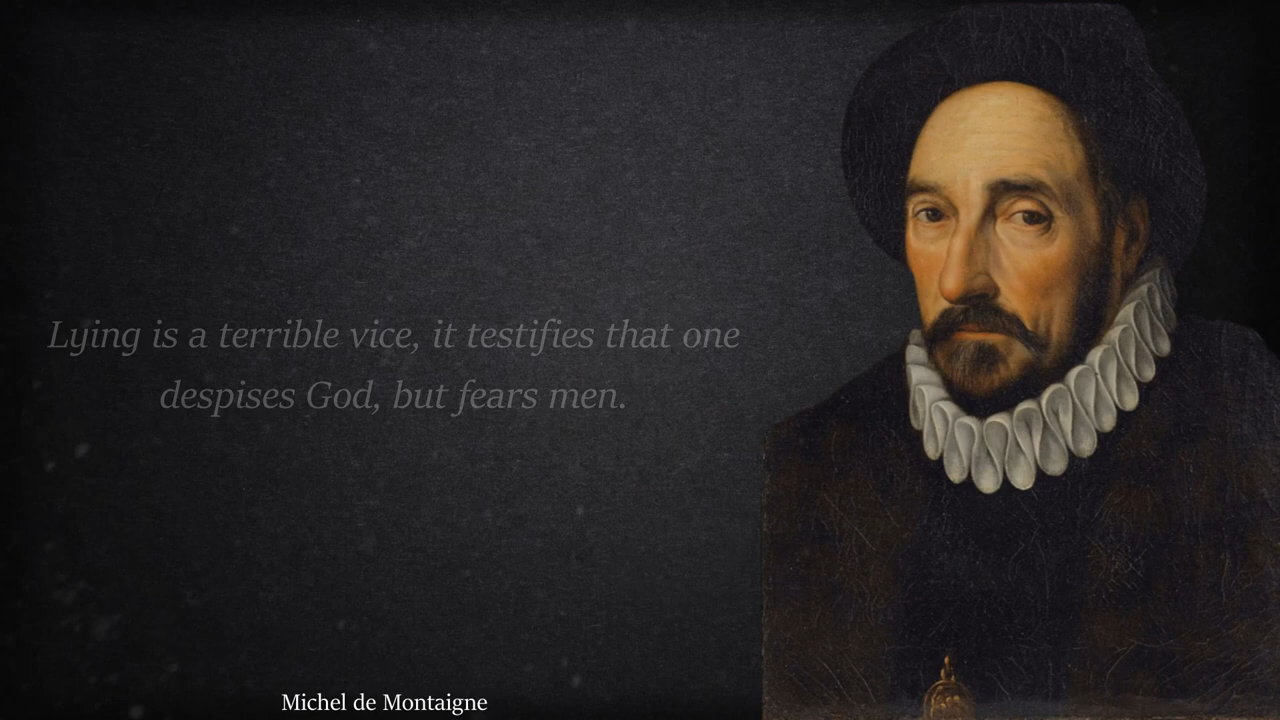 Lying is a terrible vice, it testifies that one
despises God, but fears men.
Michel de Montaigne